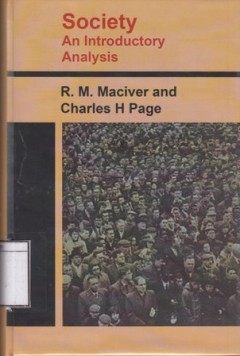 Society
An Introductory
Analysis
R. M. Maciver and
Charles H Page